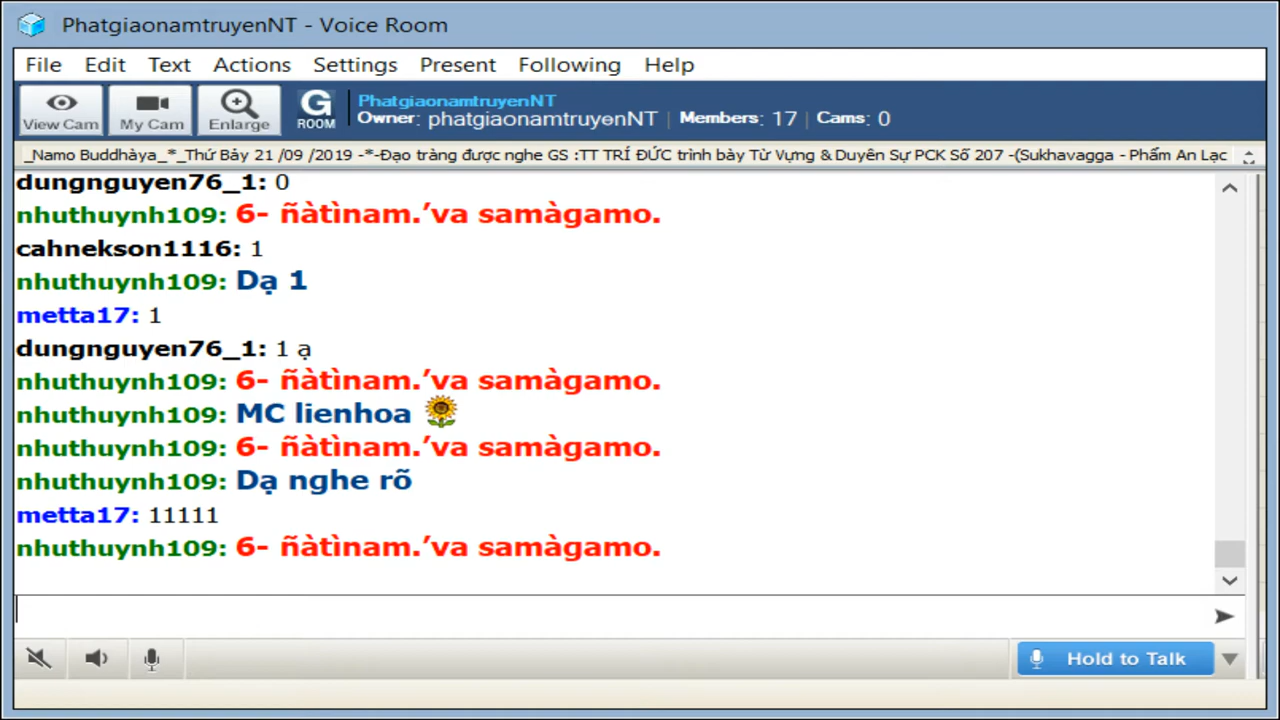 PhatgiaonamtruyenNT - Voice Room
File Edit Text Actions Settings Present Following Help
View Cam My Cam Enlarge G ROOM
PhatgiaonamtruyenNT
Owner: phatgiaonamtruyenNT Members: 17 Cams: 0
_Namo Buddhàya_*_Thứ Bảy 21 /09 /2019 -*-Đạo tràng được nghe GS :TT TRÍ ĐỨC trình bày Từ Vựng & Duyên Sự PCK Số 207 -(Sukhavagga - Phẩm An Lạc
dungnguyen76_1: 0
nhuthuynh109: 6- ñàtìnam.’va samàgamo.
cahnekson1116: 1
nhuthuynh109: Dạ 1
metta17: 1
dungnguyen76_1: 1 ạ
nhuthuynh109: 6- ñàtìnam.’va samàgamo.
nhuthuynh109: MC lienhoa
nhuthuynh109: 6- ñàtìnam.’va samàgamo.
nhuthuynh109: Dạ nghe rõ
metta17: 11111
nhuthuynh109: 6- ñàtìnam.’va samàgamo.
Hold to Talk